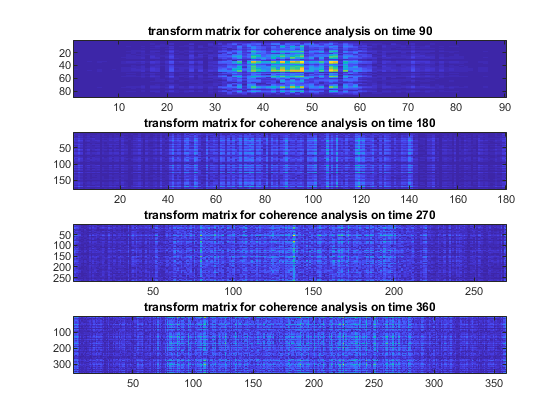 transform matrix for coherence analysis on time 90
20
40
60
80
10 20 30 40 50 60 70 80 90
transform matrix for coherence analysis on time 180
50
100
150
20 40 60 80 100 120 140 160 180
transform matrix for coherence analysis on time 270
50
100
150
200
250
50 100 150 200 250
transform matrix for coherence analysis on time 360
100
200
300
50 100 150 200 250 300 350